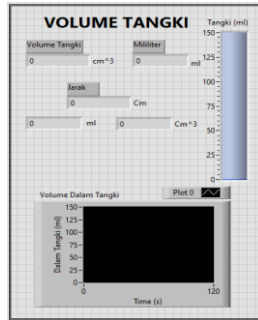 VOLUME TANGKI
Tangki (ml)
150-
125-
100-
75-
50-
25-
0-
Volume Tangki
0 cm^3
Mililiter
0 ml
Jarak
0 Cm
0 ml
0 Cm^3
Volume Dalam Tangki
Plot 0
Dalam Tangki (ml)
150-
125-
100-
75-
50-
25-
0-
0 120
Time (s)